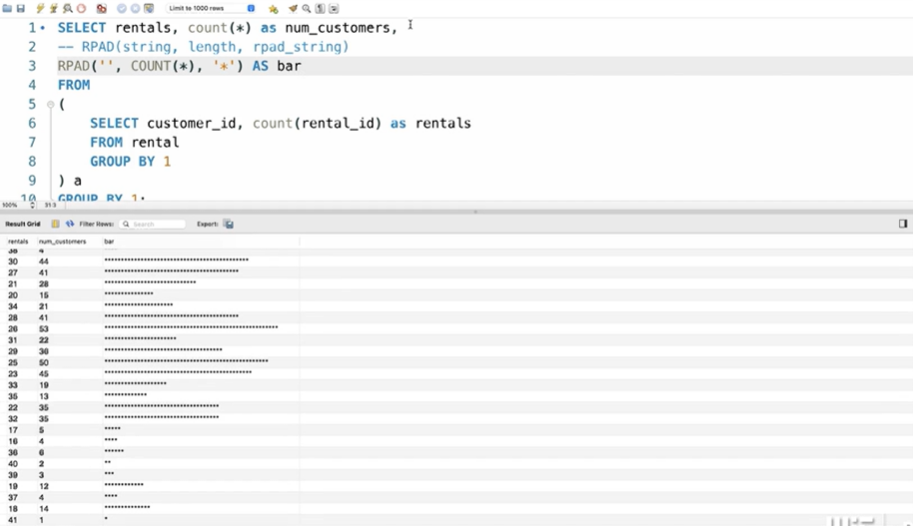 Limit to 1000 rows
1 SELECT rentals, count(*) as num_customers,
2 -- RPAD(string, length, rpad_string)
3 RPAD('', COUNT(*), '*') AS bar
4 FROM
5 (
6 SELECT customer_id, count(rental_id) as rentals
7 FROM rental
8 GROUP BY 1
9 ) a
10 GROUP BY 1;
100% 31:3
Result Grid Filter Rows: Search Export:
rentals num_customers bar
4
30 44 ********************************************
27 41 *****************************************
21 28 ****************************
20 15 ***************
34 21 *********************
28 41 *****************************************
26 53 *****************************************************
31 22 **********************
29 36 ************************************
25 50 **************************************************
23 45 *********************************************
33 19 *******************
35 13 *************
22 35 ***********************************
32 35 ***********************************
17 5 *****
16 4 ****
36 6 ******
40 2 **
39 3 ***
19 12 ************
37 4 ****
18 14 **************
41 1 *